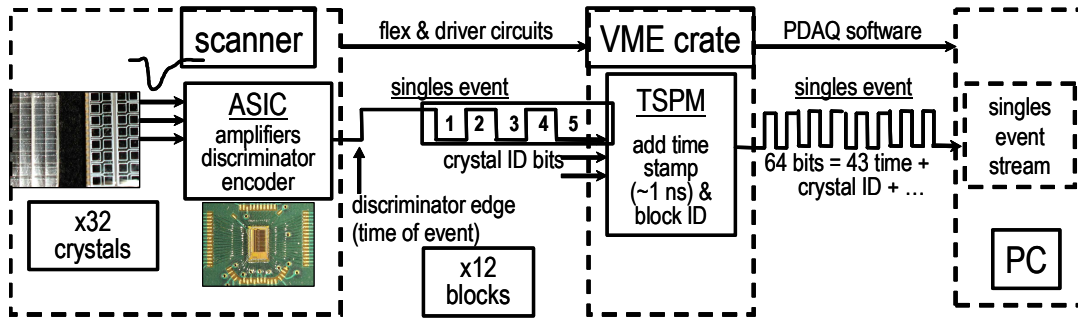 scanner
flex & driver circuits
VME crate
PDAQ software
ASIC
amplifiers
discriminator
encoder
x32
crystals
singles event
1 2 3 4 5
crystal ID bits
discriminator edge
(time of event)
x12
blocks
TSPM
add time
stamp
(~1 ns) &
block ID
singles event
64 bits = 43 time +
crystal ID + ...
singles
event
stream
PC